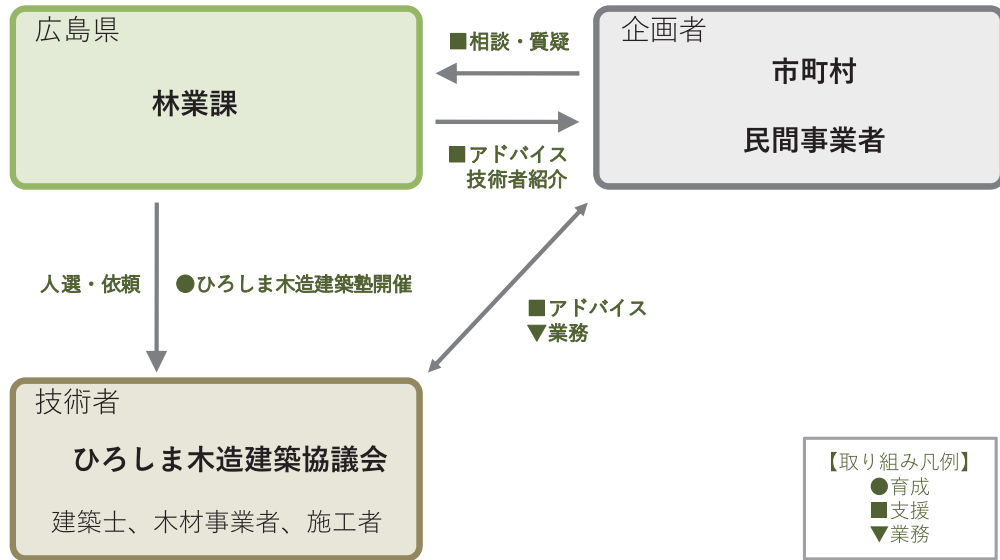 広島県
林業課
■相談・質疑
■アドバイス
技術者紹介
企画者
市町村
民間事業者
人選・依頼
●ひろしま木造建築塾開催
■アドバイス
▼業務
技術者
ひろしま木造建築協議会
建築士、木材事業者、施工者
【取り組み凡例】
●育成
■支援
▼業務